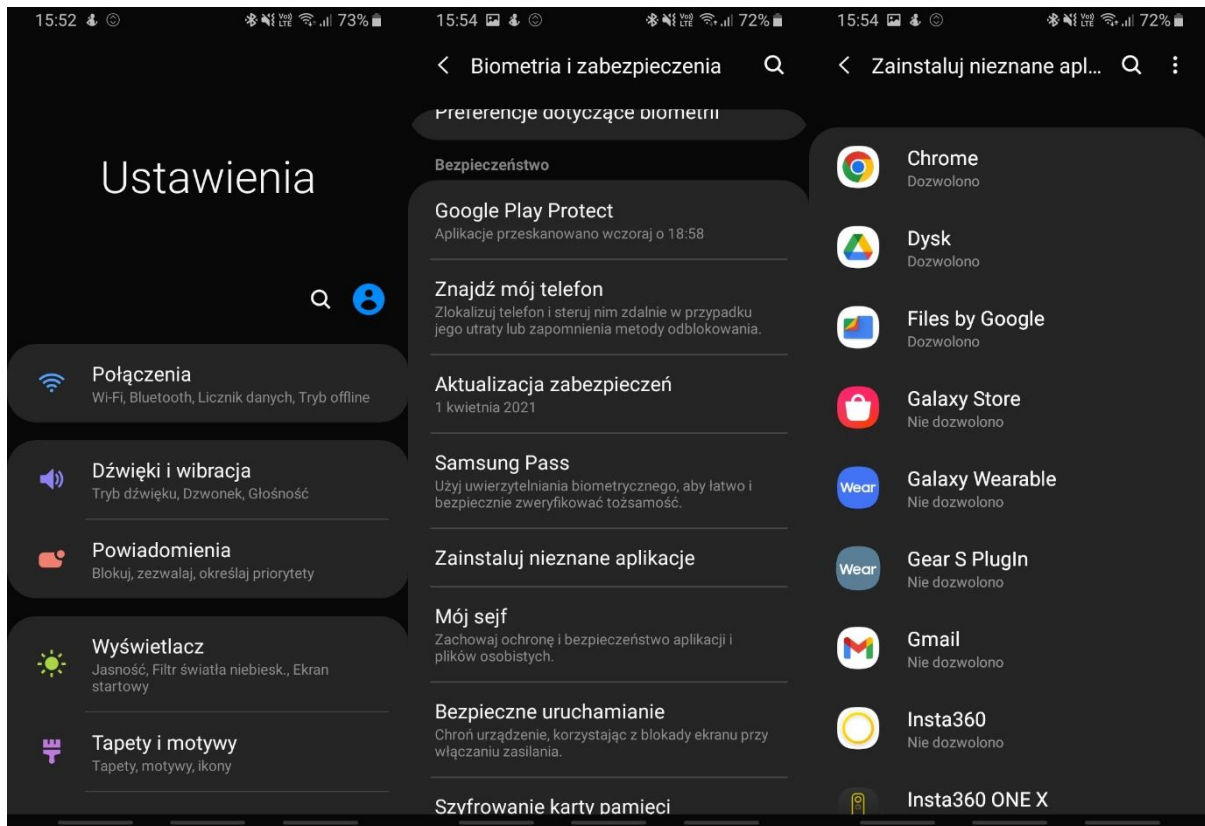 15:52 VoI) LTE 73%
Ustawienia
Połączenia
Wi-Fi, Bluetooth, Licznik danych, Tryb offline
Dźwięki i wibracja
Tryb dźwięku, Dzwonek, Głośność
Powiadomienia
Blokuj, zezwalaj, określaj priorytety
Wyświetlacz
Jasność, Filtr światła niebiesk., Ekran
startowy
Tapety i motywy
Tapety, motywy, ikony
15:54 VoI) LTE 72%
Biometria i zabezpieczenia
Preferencje dotyczące biometrii
Bezpieczeństwo
Google Play Protect
Aplikacje przeskanowano wczoraj o 18:58
Znajdź mój telefon
Zlokalizuj telefon i steruj nim zdalnie w przypadku
jego utraty lub zapomnienia metody odblokowania.
Aktualizacja zabezpieczeń
1 kwietnia 2021
Samsung Pass
Użyj uwierzytelniania biometrycznego, aby łatwo i
bezpiecznie zweryfikować tożsamość.
Zainstaluj nieznane aplikacje
Mój sejf
Zachowaj ochronę i bezpieczeństwo aplikacji i
plików osobistych.
Bezpieczne uruchamianie
Chroń urządzenie, korzystając z blokady ekranu przy
włączaniu zasilania.
Szyfrowanie karty pamięci
15:54 VoI) LTE 72%
Zainstaluj nieznane apl...
Chrome
Dozwolono
Dysk
Dozwolono
Files by Google
Dozwolono
Galaxy Store
Nie dozwolono
Wear
Galaxy Wearable
Nie dozwolono
Wear
Gear S PlugIn
Nie dozwolono
Gmail
Nie dozwolono
Insta360
Nie dozwolono
Insta360 ONE X